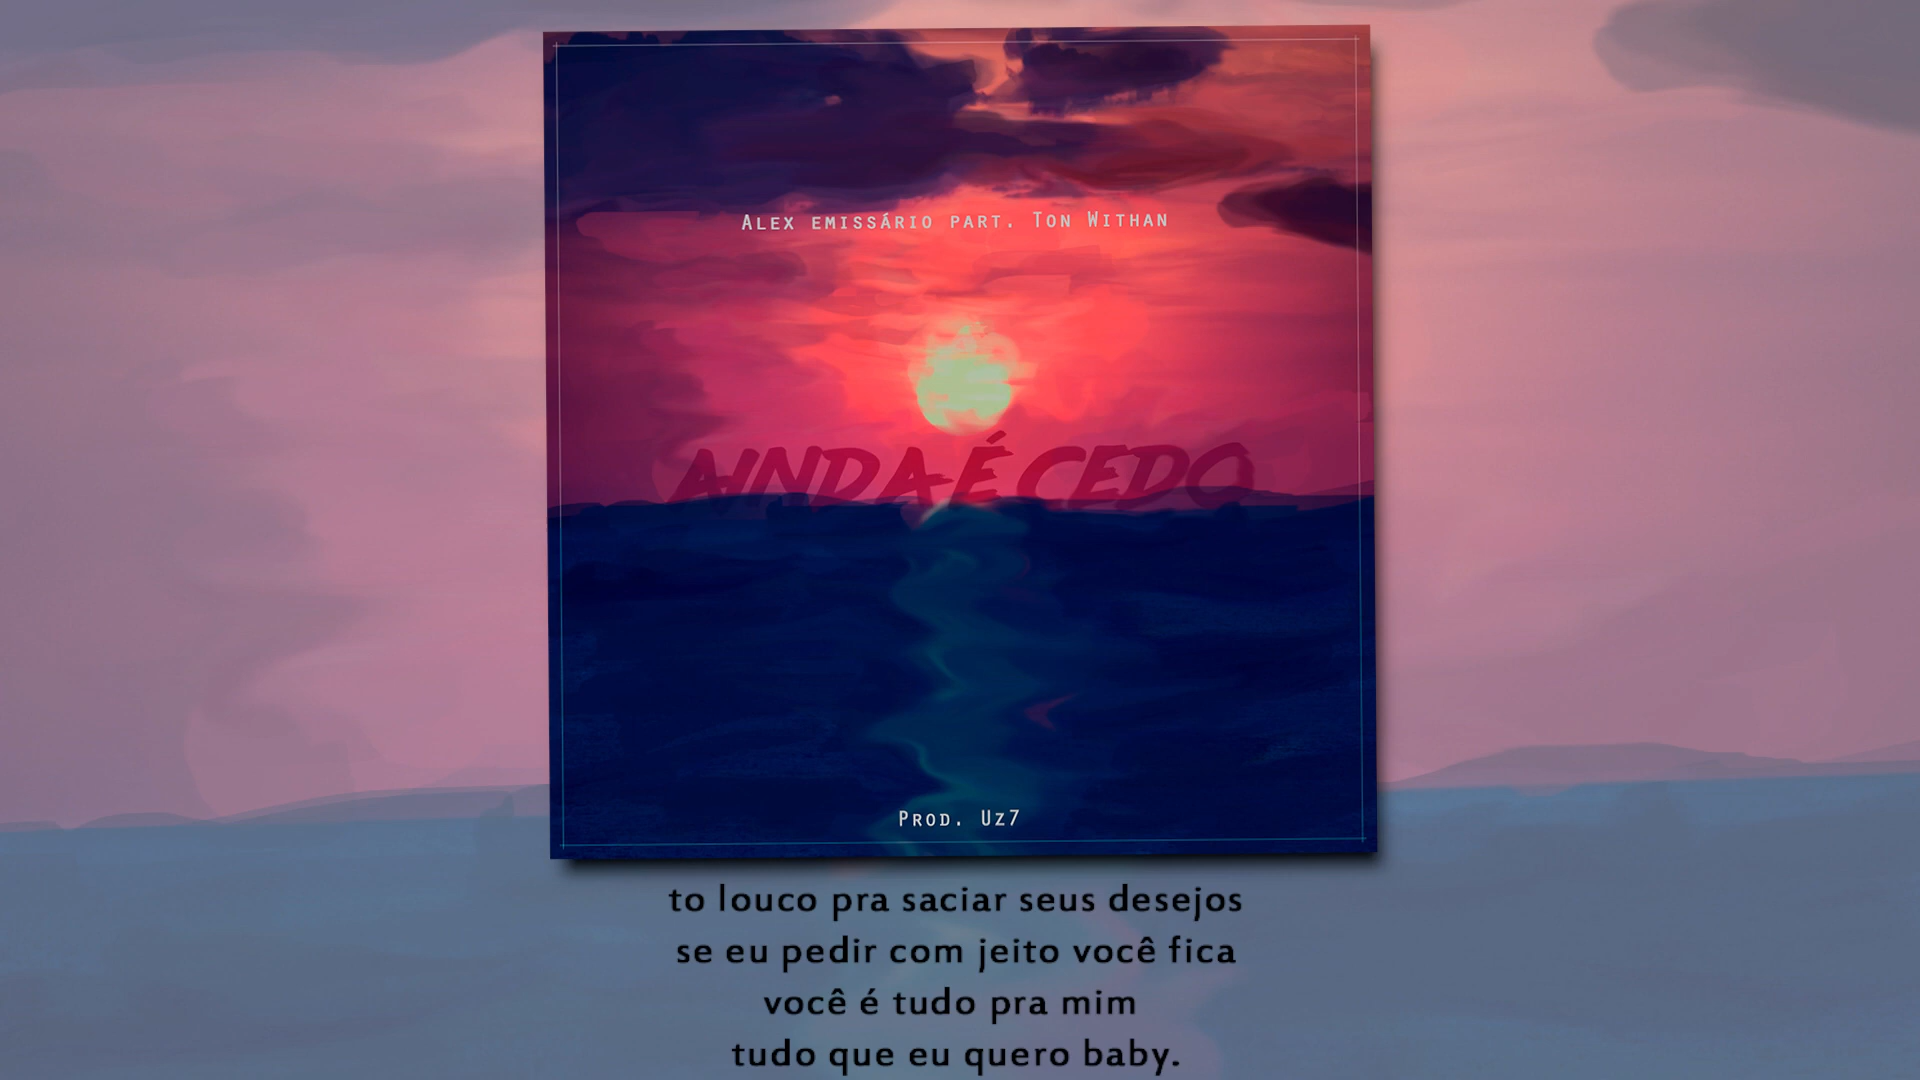 Alex emissário part. Ton Withan
AINDA É CEDO
Prod. Uz7
to louco pra saciar seus desejos
se eu pedir com jeito você fica
você é tudo pra mim
tudo que eu quero baby.